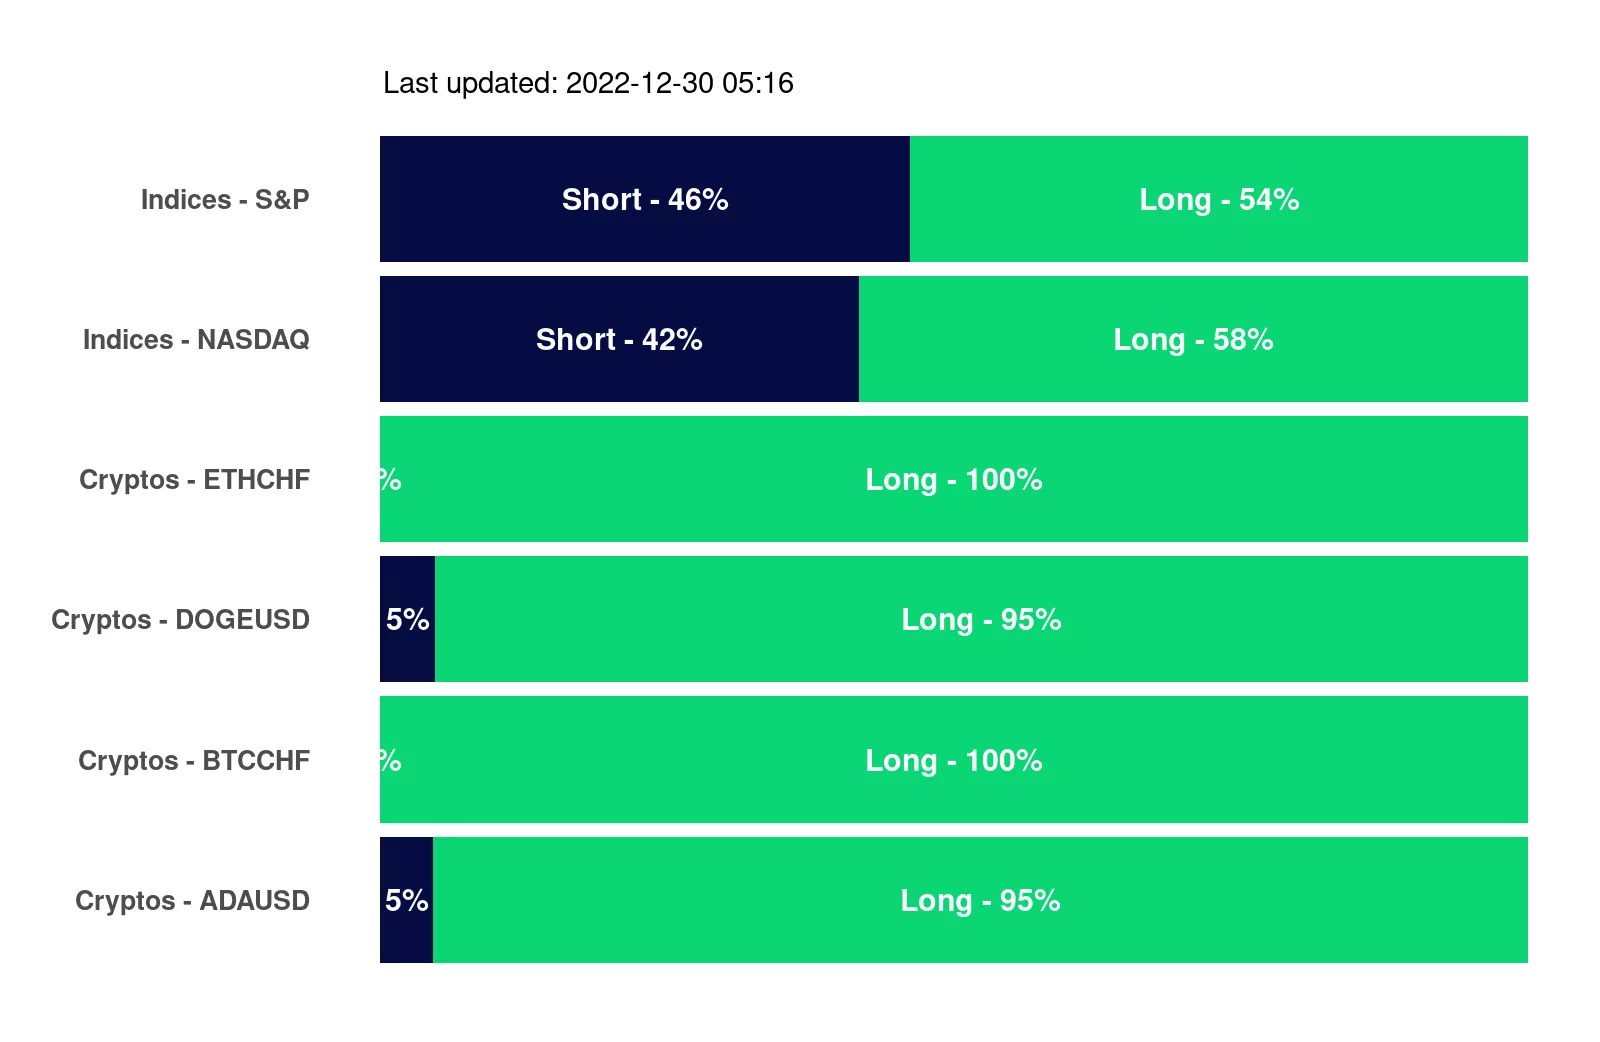 Last updated: 2022-12-30 05:16
Indices - S&P Short - 46% Long - 54%
Indices - NASDAQ Short - 42% Long - 58%
Cryptos - ETHCHF % Long - 100%
Cryptos - DOGEUSD 5% Long - 95%
Cryptos - BTCCHF % Long - 100%
Cryptos - ADAUSD 5% Long - 95%